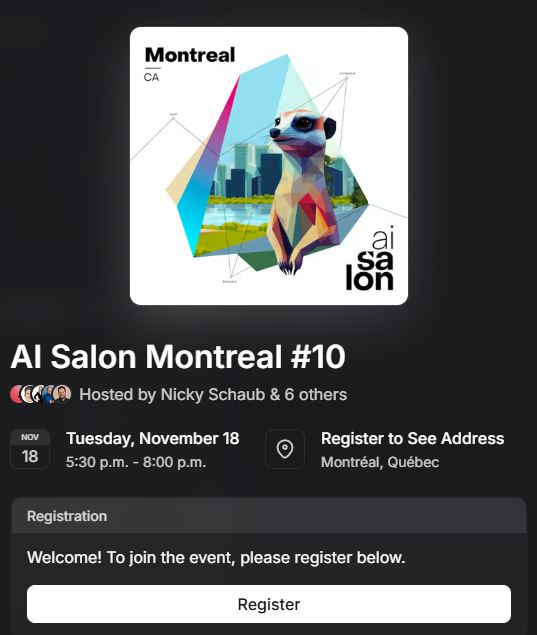 Montreal
CA
ai
sa
lon
AI Salon Montreal #10
Hosted by Nicky Schaub & 6 others
NOV
18
Tuesday, November 18
5:30 p.m. - 8:00 p.m.
Register to See Address
Montréal, Québec
Registration
Welcome! To join the event, please register below.
Register